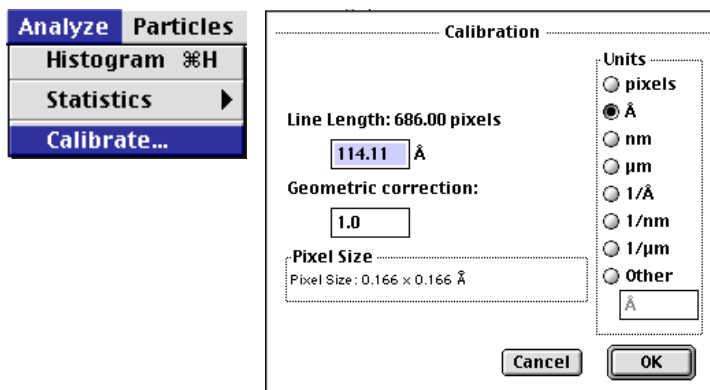 Analyze Particles
Histogram ⌘H
Statistics
Calibrate...
Calibration
Line Length: 686.00 pixels
114.11 Å
Geometric correction:
1.0
Pixel Size
Pixel Size: 0.166 × 0.166 Å
Units
pixels
Å
nm
µm
1/Å
1/nm
1/µm
Other
Å
Cancel
OK